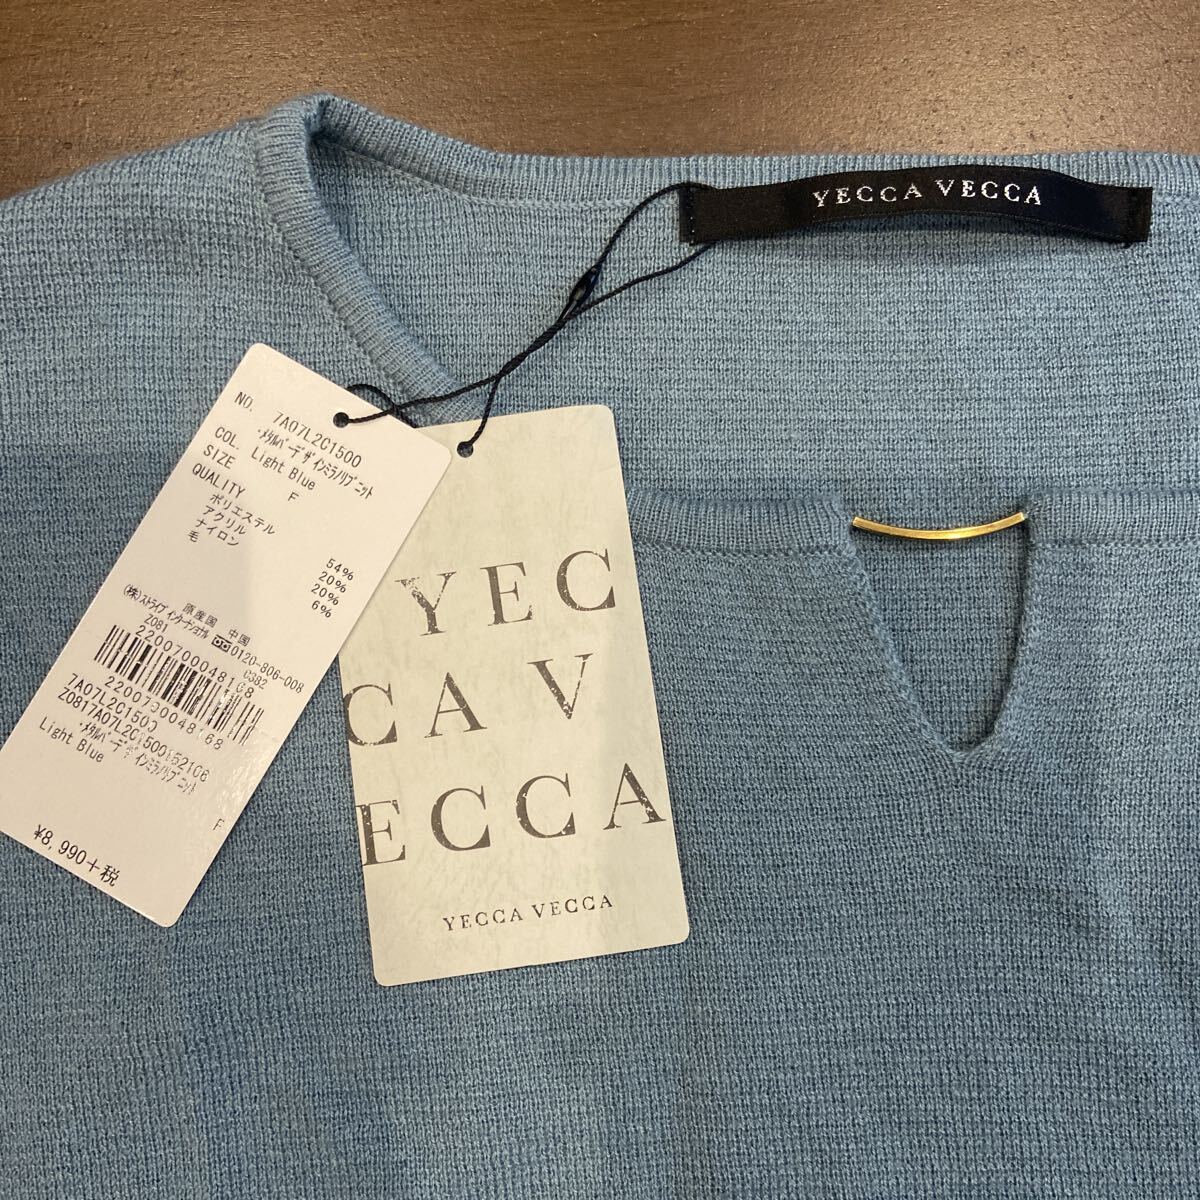 YECCA VECCA
NO. 7A07L2C1500
･ﾒﾀﾙﾊﾞｰﾃﾞｻﾞｲﾝﾐﾗﾉﾘﾌﾞﾆｯﾄ
COL. Light Blue
SIZE F
QUALITY
ポリエステル 54%
アクリル 20%
ナイロン 20%
毛 6%
原産国 中国
(株)ｽﾄﾗｲﾌﾟｲﾝﾀｰﾅｼｮﾅﾙ 0120-806-008
Z081 C382
2200700048168
2200700048168
7A07L2C1500
Z0817A07L2C1500152106
･ﾒﾀﾙﾊﾞｰﾃﾞｻﾞｲﾝﾐﾗﾉﾘﾌﾞﾆｯﾄ
Light Blue F
¥8,990+税
YEC
CA V
ECCA
YECCA VECCA